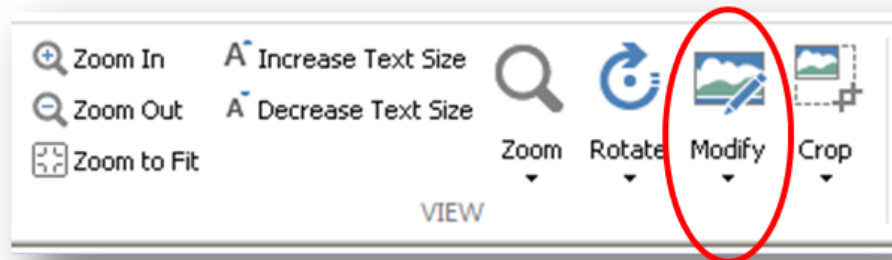 Zoom In
Zoom Out
Zoom to Fit
A Increase Text Size
A Decrease Text Size
Zoom
Rotate
Modify
Crop
VIEW